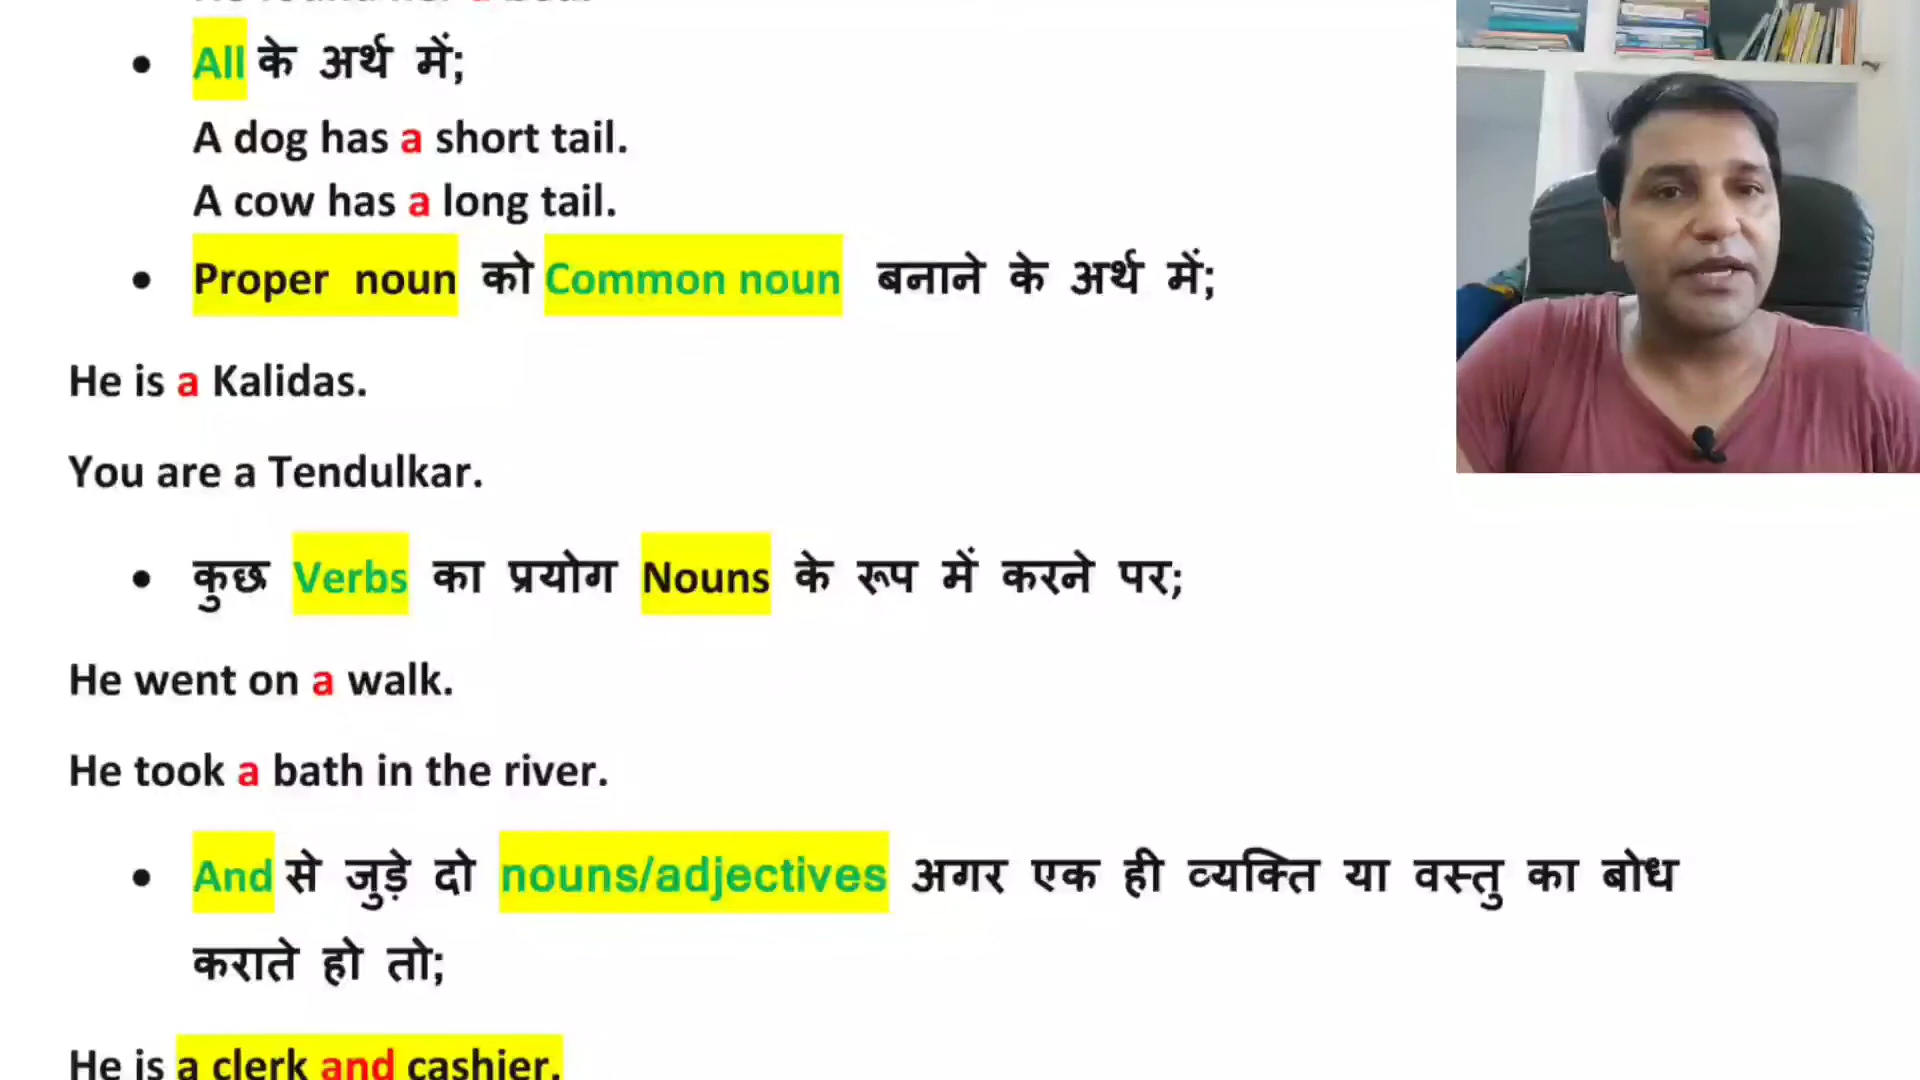 All के अर्थ में;
A dog has a short tail.
A cow has a long tail.
Proper noun को Common noun बनाने के अर्थ में;
He is a Kalidas.
You are a Tendulkar.
कुछ Verbs का प्रयोग Nouns के रूप में करने पर;
He went on a walk.
He took a bath in the river.
And से जुड़े दो nouns/adjectives अगर एक ही व्यक्ति या वस्तु का बोध
कराते हो तो;
He is a clerk and cashier.